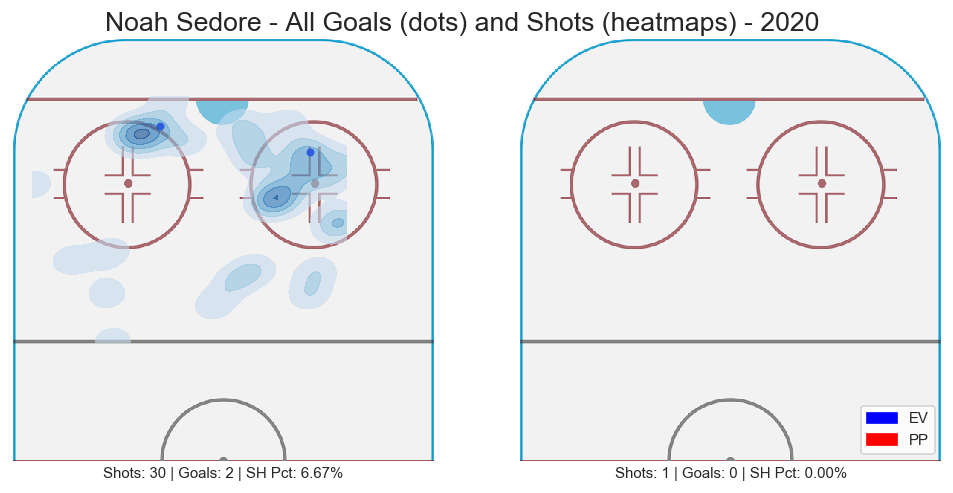 Noah Sedore - All Goals (dots) and Shots (heatmaps) - 2020
EV
PP
Shots: 30 | Goals: 2 | SH Pct: 6.67%
Shots: 1 | Goals: 0 | SH Pct: 0.00%